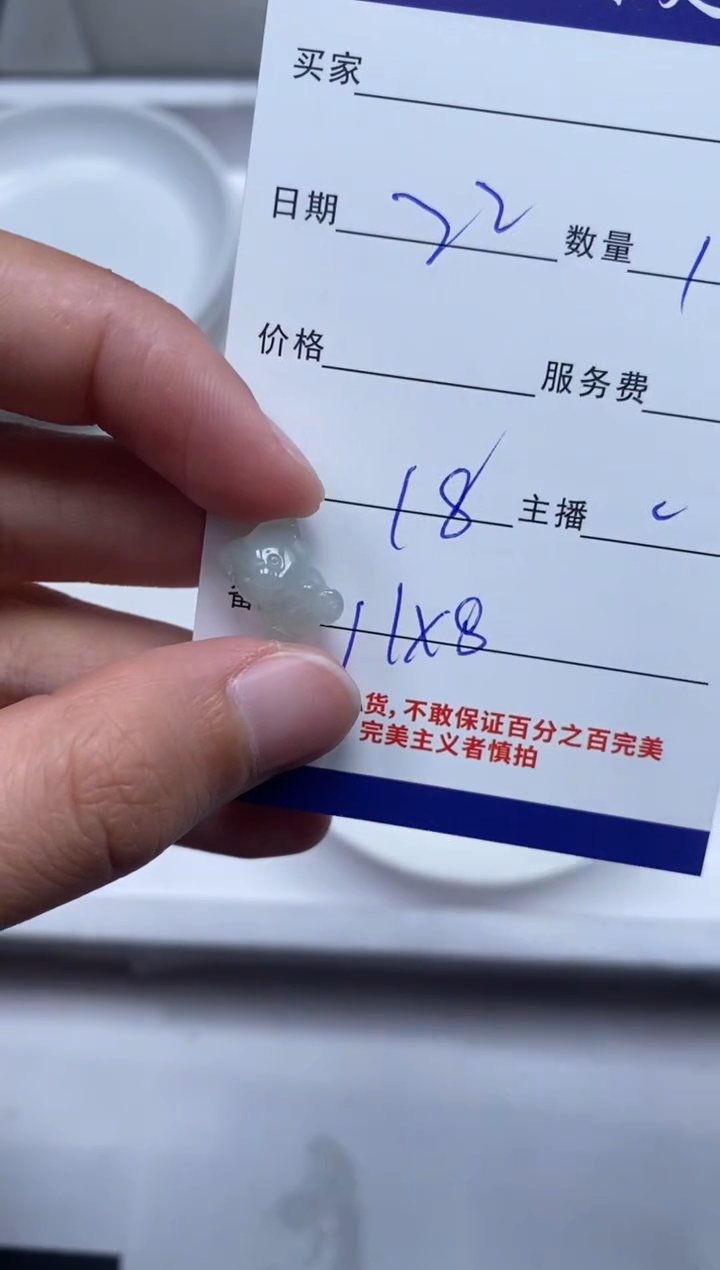 买家
日期 22 数量 1
价格 服务费
18 主播
11x8
货，不敢保证百分之百完美
完美主义者慎拍